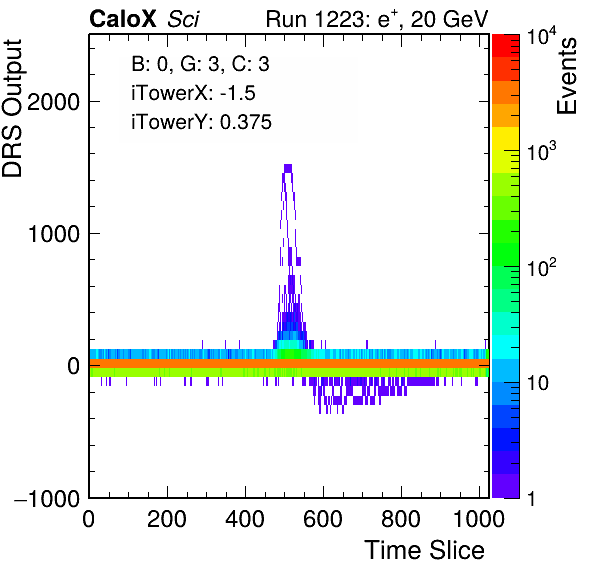 CaloX Sci
Run 1223: e+, 20 GeV
B: 0, G: 3, C: 3
iTowerX: -1.5
iTowerY: 0.375
DRS Output
2000
1000
0
−1000
0 200 400 600 800 1000
Time Slice
Events
10^4
10^3
10^2
10
1